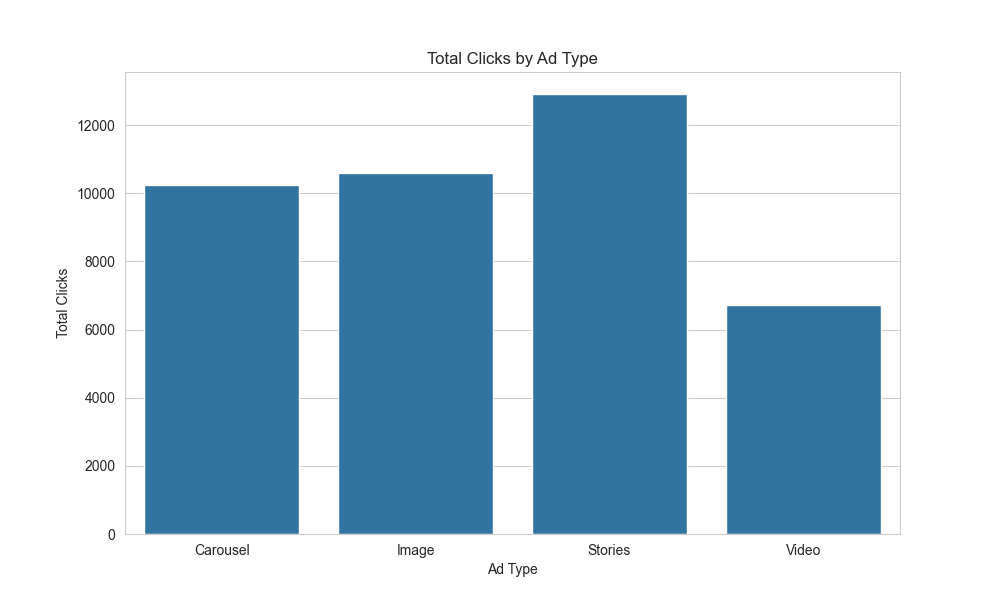 Total Clicks by Ad Type
Total Clicks
12000
10000
8000
6000
4000
2000
0
Carousel
Image
Stories
Video
Ad Type